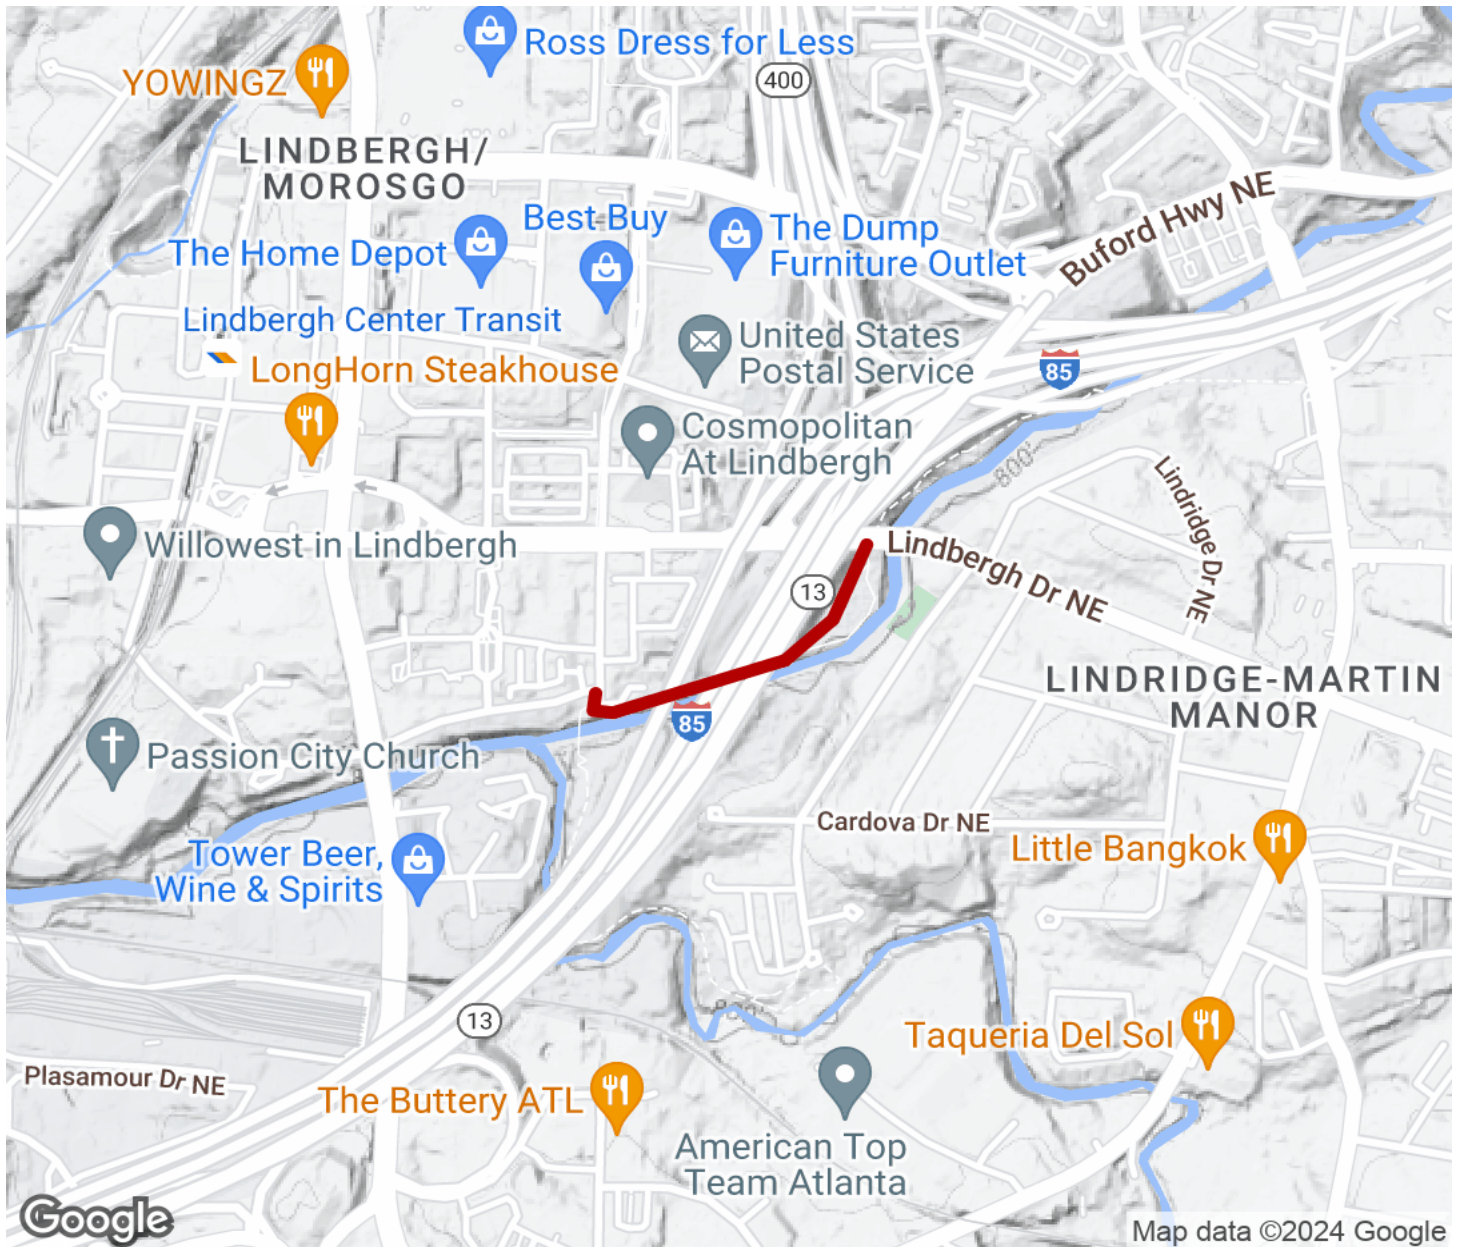 Ross Dress for Less
YOWINGZ
400
LINDBERGH/
MOROSGO
Buford Hwy NE
Best Buy
The Home Depot
The Dump
Furniture Outlet
Lindbergh Center Transit
United States
Postal Service
LongHorn Steakhouse
85
Cosmopolitan
At Lindbergh
800'
Lindridge Dr NE
Willowest in Lindbergh
Lindbergh Dr NE
13
LINDRIDGE-MARTIN
MANOR
85
Passion City Church
Cardova Dr NE
Little Bangkok
Tower Beer,
Wine & Spirits
800'
13
Taqueria Del Sol
Plasamour Dr NE
The Buttery ATL
American Top
Team Atlanta
Google
Map data ©2024 Google